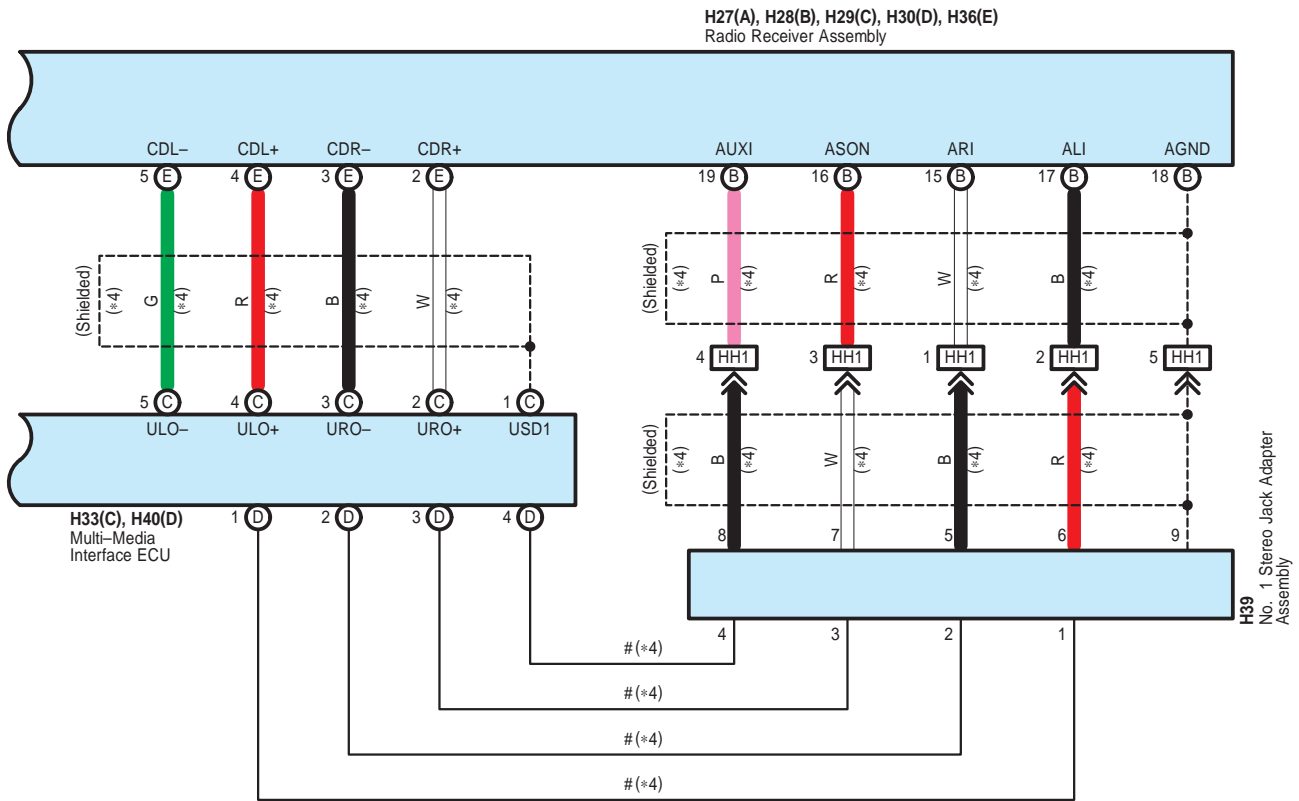 H27(A), H28(B), H29(C), H30(D), H36(E)
Radio Receiver Assembly
CDL– CDL+ CDR– CDR+ AUXI ASON ARI ALI AGND
5 E 4 E 3 E 2 E 19 B 16 B 15 B 17 B 18 B
(Shielded)
(∗4)
G
(∗4)
R
B
(∗4)
W
(∗4)
(Shielded)
(∗4)
P
(∗4)
R
(∗4)
W
(∗4)
B
(∗4)
4 HH1 3 HH1 1 HH1 2 HH1 5 HH1
5 C 4 C 3 C 2 C 1 C
ULO– ULO+ URO– URO+ USD1
(Shielded)
(∗4)
B
(∗4)
W
(∗4)
B
(∗4)
R
(∗4)
H33(C), H40(D)
Multi–Media
Interface ECU
1 D 2 D 3 D 4 D
8 7 5 6 9
H39
No. 1 Stereo Jack Adapter
Assembly
4 3 2 1
#(∗4)
#(∗4)
#(∗4)
#(∗4)